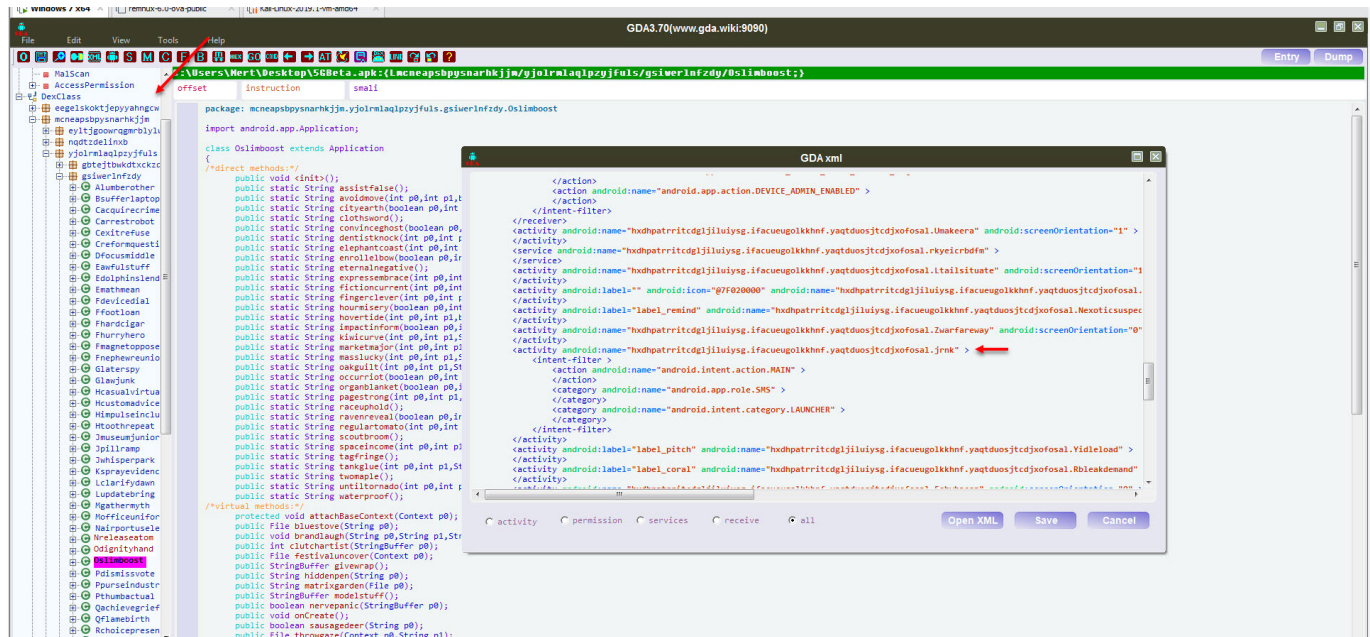 Windows 7 x64
remnux-6.0-ova-public
Kali-Linux-2019.1-vm-amd64
GDA3.70(www.gda.wiki:9090)
File Edit View Tools Help
Entry Dump
MalScan
AccessPermission
DexClass
eegelskoktjepyyahngcw
mcneapsbpysnarhkjjm
eyltjgoowrqgmrblylu
nqdtzdelinxb
yjolrmlaqlpzyjfuls
gbtejtbwkdtxckzc
gsiwerlnfzdy
Alumberother
Bsufferlaptop
Cacquirecrime
Carrestrobot
Cexitrefuse
Creformquesti
Dfocusmiddle
Eawfulstuff
Edolphinslend
Emathmean
Fdevicedial
Ffootloan
Fhardcigar
Fhurryhero
Fmagnetoppose
Fnephewreunio
Glaterspy
Glawjunk
Hcasualvirtua
Hcustomadvice
Himpulseinclu
Htoothrepeat
Jmuseumjunior
Jpillramp
Jwhisperpark
Ksprayevidenc
Lclarifydawn
Lupdatebring
Mgathermyth
Mofficeunifor
Nairportusele
Nreleaseatom
Odignityhand
Oslimboost
Pdismissvote
Ppurseindustr
Pthumbactual
Qachievegrief
Qflamebirth
Rchoicepresen
:\Users\Mert\Desktop\5GBeta.apk:{Lmcneapsbpysnarhkjjm/yjolrmlaqlpzyjfuls/gsiwerlnfzdy/Oslimboost;}
offset instruction smali
package: mcneapsbpysnarhkjjm.yjolrmlaqlpzyjfuls.gsiwerlnfzdy.Oslimboost
import android.app.Application;
class Oslimboost extends Application
{
/*direct methods:*/
public void <init>();
public static String assistfalse();
public static String avoidmove(int p0,int p1,t
public static String cityearth(boolean p0,int
public static String clothsword();
public static String convinceghost(boolean p0,
public static String dentistknock(int p0,int p
public static String elephantcoast(int p0,int
public static String enrollelbow(boolean p0,in
public static String eternalnegative();
public static String expressembrace(int p0,int
public static String fictioncurrent(int p0,int
public static String fingerclever(int p0,int p
public static String hourmisery(boolean p0,int
public static String hovertide(int p0,int p1,t
public static String impactinform(boolean p0,i
public static String kiwicurve(int p0,int p1,S
public static String marketmajor(int p0,int p1
public static String masslucky(int p0,int p1,S
public static String oakguilt(int p0,int p1,St
public static String occurriot(boolean p0,int
public static String organblanket(boolean p0,i
public static String pagestrong(int p0,int p1,
public static String raceuphold();
public static String ravenreveal(boolean p0,in
public static String regulartomato(int p0,int
public static String scoutbroom();
public static String spaceincome(int p0,int p1
public static String tagfringe();
public static String tankglue(int p0,int p1,St
public static String twomaple();
public static String untiltornado(int p0,int p
public static String waterproof();
/*virtual methods:*/
protected void attachBaseContext(Context p0);
public File bluestove(String p0);
public void brandlaugh(String p0,String p1,Str
public int clutchartist(StringBuffer p0);
public File festivaluncover(Context p0);
public StringBuffer givewrap();
public String hiddenpen(String p0);
public String matrixgarden(File p0);
public StringBuffer modelstuff();
public boolean nervepanic(StringBuffer p0);
public void onCreate();
public boolean sausagedeer(String p0);
public File throwgaze(Context p0,String p1);
GDA xml
</action>
<action android:name="android.app.action.DEVICE_ADMIN_ENABLED" >
</action>
</intent-filter>
</receiver>
<activity android:name="hxdhpatrritcdgljiluiysg.ifacueugolkkhnf.yaqtduosjtcdjxofosal.Umakeera" android:screenOrientation="1" >
</activity>
<service android:name="hxdhpatrritcdgljiluiysg.ifacueugolkkhnf.yaqtduosjtcdjxofosal.rkyeicrbdfm" >
</service>
<activity android:name="hxdhpatrritcdgljiluiysg.ifacueugolkkhnf.yaqtduosjtcdjxofosal.Ltailsituate" android:screenOrientation="1
</activity>
<activity android:label="" android:icon="@7F020000" android:name="hxdhpatrritcdgljiluiysg.ifacueugolkkhnf.yaqtduosjtcdjxofosal.
</activity>
<activity android:label="label_remind" android:name="hxdhpatrritcdgljiluiysg.ifacueugolkkhnf.yaqtduosjtcdjxofosal.Nexoticsuspec
</activity>
<activity android:name="hxdhpatrritcdgljiluiysg.ifacueugolkkhnf.yaqtduosjtcdjxofosal.Zwarfareway" android:screenOrientation="0"
</activity>
<activity android:name="hxdhpatrritcdgljiluiysg.ifacueugolkkhnf.yaqtduosjtcdjxofosal.jrnk" >
<intent-filter >
<action android:name="android.intent.action.MAIN" >
</action>
<category android:name="android.app.role.SMS" >
</category>
<category android:name="android.intent.category.LAUNCHER" >
</category>
</intent-filter>
</activity>
<activity android:label="label_pitch" android:name="hxdhpatrritcdgljiluiysg.ifacueugolkkhnf.yaqtduosjtcdjxofosal.Yidleload" >
</activity>
<activity android:label="label_coral" android:name="hxdhpatrritcdgljiluiysg.ifacueugolkkhnf.yaqtduosjtcdjxofosal.Rbleakdemand"
</activity>
activity permission services receive all
Open XML Save Cancel